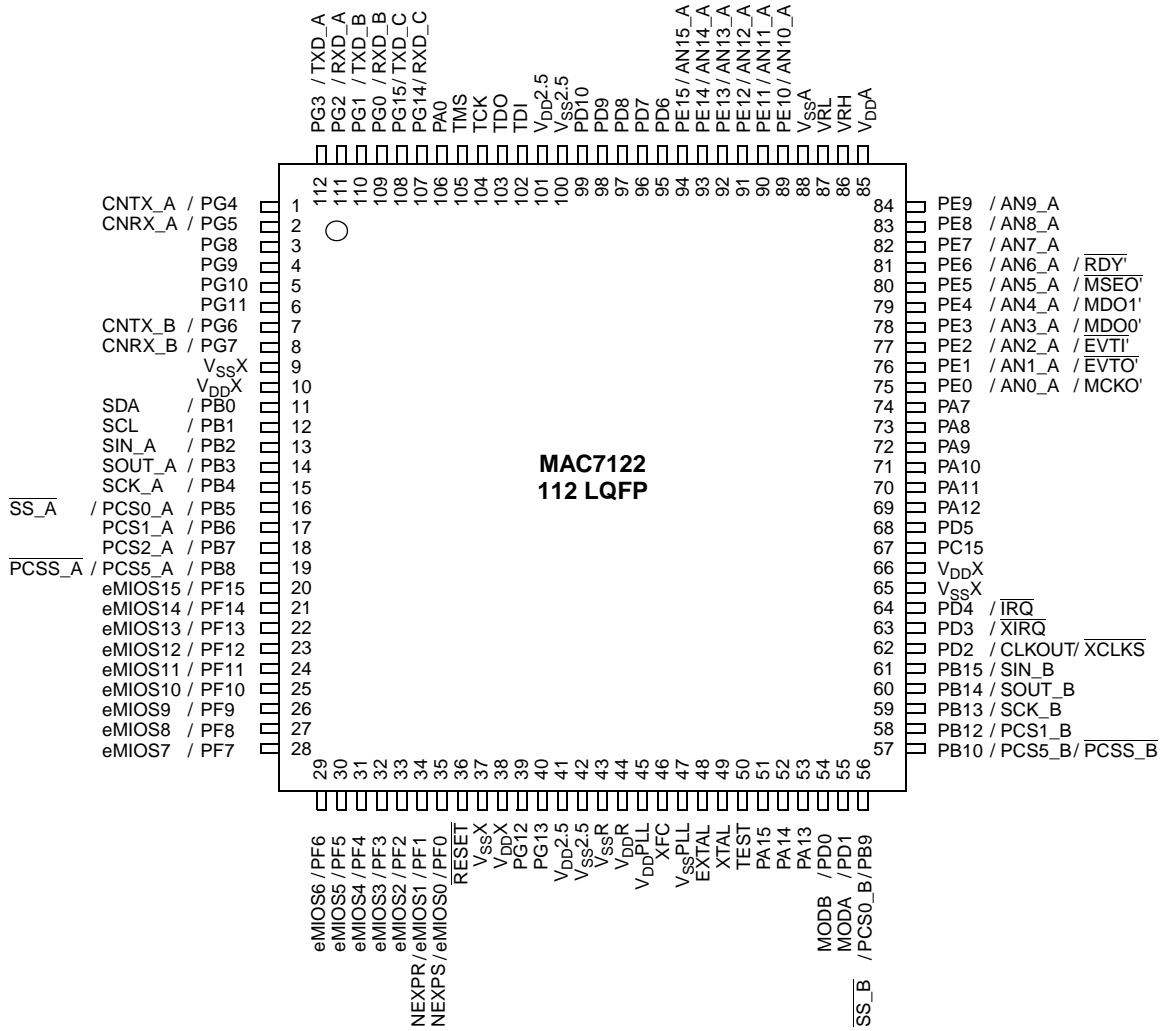 PG3 / TXD_A
PG2 / RXD_A
PG1 / TXD_B
PG0 / RXD_B
PG15/ TXD_C
PG14/ RXD_C
PA0
TMS
TCK
TDO
TDI
VDD2.5
VSS2.5
PD10
PD9
PD8
PD7
PD6
PE15/ AN15_A
PE14/ AN14_A
PE13/ AN13_A
PE12/ AN12_A
PE11/ AN11_A
PE10/ AN10_A
VSSA
VRL
VRH
VDDA
112
111
110
109
108
107
106
105
104
103
102
101
100
99
98
97
96
95
94
93
92
91
90
89
88
87
86
85
CNTX_A / PG4 1
CNRX_A / PG5 2
PG8 3
PG9 4
PG10 5
PG11 6
CNTX_B / PG6 7
CNRX_B / PG7 8
VSSX 9
VDDX 10
SDA / PB0 11
SCL / PB1 12
SIN_A / PB2 13
SOUT_A / PB3 14
SCK_A / PB4 15
SS_A / PCS0_A / PB5 16
PCS1_A / PB6 17
PCS2_A / PB7 18
PCSS_A / PCS5_A / PB8 19
eMIOS15 / PF15 20
eMIOS14 / PF14 21
eMIOS13 / PF13 22
eMIOS12 / PF12 23
eMIOS11 / PF11 24
eMIOS10 / PF10 25
eMIOS9 / PF9 26
eMIOS8 / PF8 27
eMIOS7 / PF7 28
MAC7122
112 LQFP
84 PE9 / AN9_A
83 PE8 / AN8_A
82 PE7 / AN7_A
81 PE6 / AN6_A / RDY'
80 PE5 / AN5_A / MSEO'
79 PE4 / AN4_A / MDO1'
78 PE3 / AN3_A / MDO0'
77 PE2 / AN2_A / EVTI'
76 PE1 / AN1_A / EVTO'
75 PE0 / AN0_A / MCKO'
74 PA7
73 PA8
72 PA9
71 PA10
70 PA11
69 PA12
68 PD5
67 PC15
66 VDDX
65 VSSX
64 PD4 / IRQ
63 PD3 / XIRQ
62 PD2 / CLKOUT/ XCLKS
61 PB15 / SIN_B
60 PB14 / SOUT_B
59 PB13 / SCK_B
58 PB12 / PCS1_B
57 PB10 / PCS5_B/ PCSS_B
29
30
31
32
33
34
35
36
37
38
39
40
41
42
43
44
45
46
47
48
49
50
51
52
53
54
55
56
eMIOS6 / PF6
eMIOS5 / PF5
eMIOS4 / PF4
eMIOS3 / PF3
eMIOS2 / PF2
NEXPR / eMIOS1 / PF1
NEXPS / eMIOS0 / PF0
RESET
VSSX
VDDX
PG12
PG13
VDD2.5
VSS2.5
VSSR
VDDR
VDDPLL
XFC
VSSPLL
EXTAL
XTAL
TEST
PA15
PA14
PA13
MODB / PD0
MODA / PD1
SS_B / PCS0_B / PB9